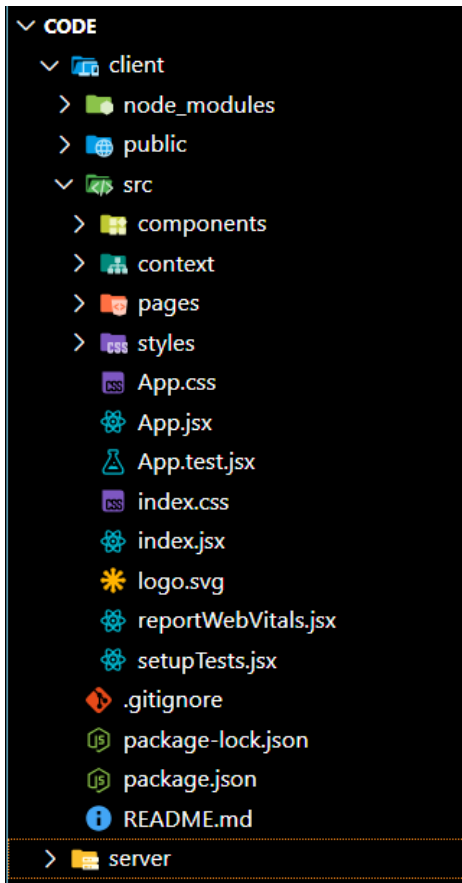 CODE
client
node_modules
public
src
components
context
pages
styles
App.css
App.jsx
App.test.jsx
index.css
index.jsx
logo.svg
reportWebVitals.jsx
setupTests.jsx
.gitignore
package-lock.json
package.json
README.md
server